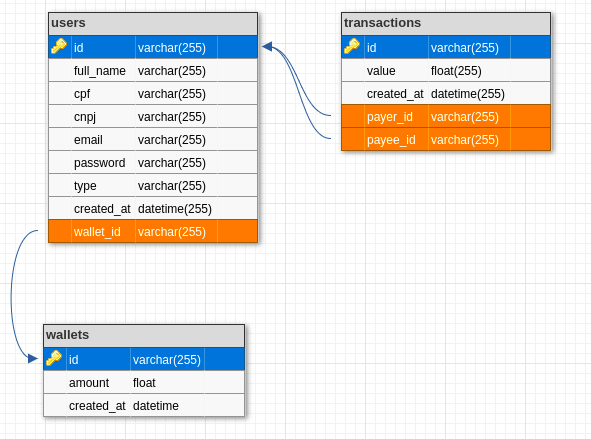 users
id varchar(255)
full_name varchar(255)
cpf varchar(255)
cnpj varchar(255)
email varchar(255)
password varchar(255)
type varchar(255)
created_at datetime(255)
wallet_id varchar(255)
transactions
id varchar(255)
value float(255)
created_at datetime(255)
payer_id varchar(255)
payee_id varchar(255)
wallets
id varchar(255)
amount float
created_at datetime